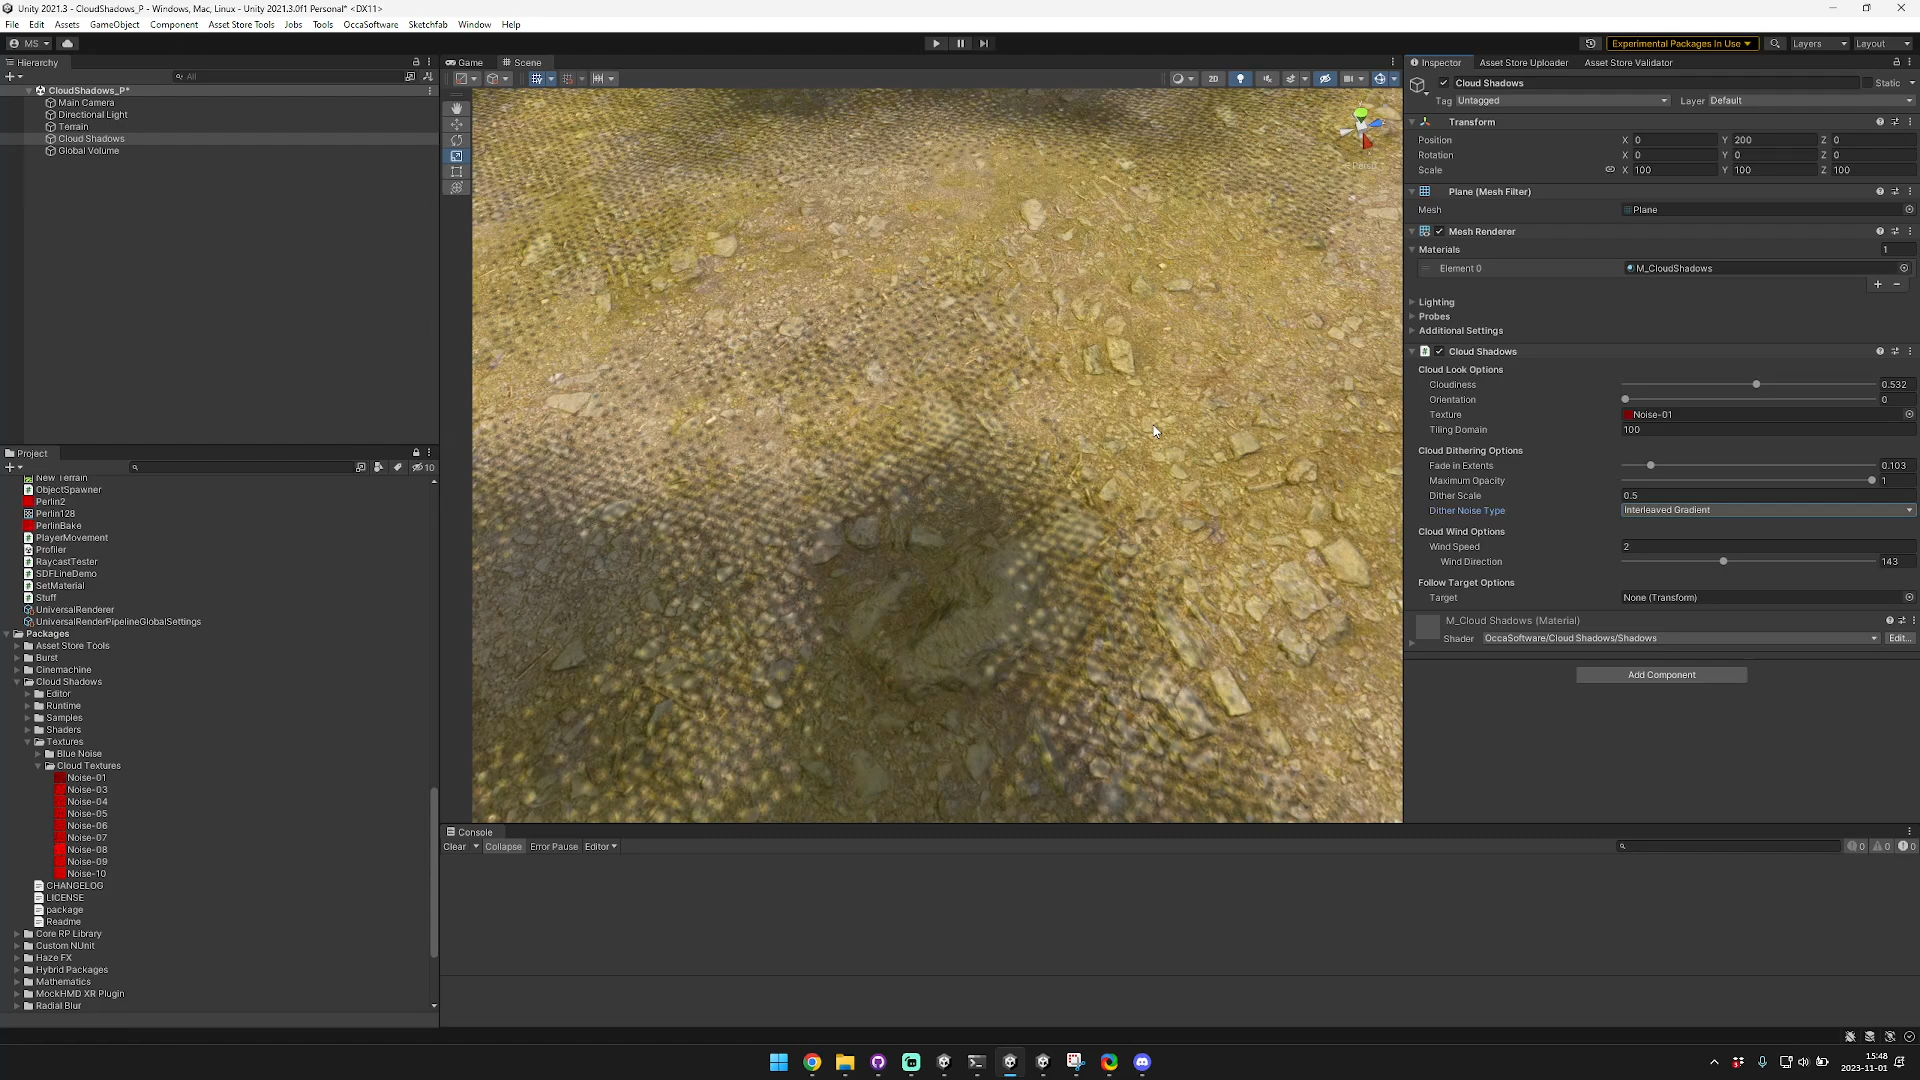 Unity 2021.3 - CloudShadows_P - Windows, Mac, Linux - Unity 2021.3.0f1 Personal* <DX11>
File Edit Assets GameObject Component Asset Store Tools Jobs Tools OccaSoftware Sketchfab Window Help
MS Experimental Packages In Use Layers Layout
Hierarchy
All
CloudShadows_P*
Main Camera
Directional Light
Terrain
Cloud Shadows
Global Volume
Game Scene
2D
Persp
Project
10
New Terrain
ObjectSpawner
Perlin2
Perlin128
PerlinBake
PlayerMovement
Profiler
RaycastTester
SDFLineDemo
SetMaterial
Stuff
UniversalRenderer
UniversalRenderPipelineGlobalSettings
Packages
Asset Store Tools
Burst
Cinemachine
Cloud Shadows
Editor
Runtime
Samples
Shaders
Textures
Blue Noise
Cloud Textures
Noise-01
Noise-03
Noise-04
Noise-05
Noise-06
Noise-07
Noise-08
Noise-09
Noise-10
CHANGELOG
LICENSE
package
Readme
Core RP Library
Custom NUnit
Haze FX
Hybrid Packages
Mathematics
MockHMD XR Plugin
Radial Blur
Console
Clear Collapse Error Pause Editor
0 0 0
Inspector Asset Store Uploader Asset Store Validator
Cloud Shadows Static
Tag Untagged Layer Default
Transform
Position X 0 Y 200 Z 0
Rotation X 0 Y 0 Z 0
Scale X 100 Y 100 Z 100
Plane (Mesh Filter)
Mesh Plane
Mesh Renderer
Materials 1
Element 0 M_CloudShadows
Lighting
Probes
Additional Settings
Cloud Shadows
Cloud Look Options
Cloudiness 0.532
Orientation 0
Texture Noise-01
Tiling Domain 100
Cloud Dithering Options
Fade in Extents 0.103
Maximum Opacity 1
Dither Scale 0.5
Dither Noise Type Interleaved Gradient
Cloud Wind Options
Wind Speed 2
Wind Direction 143
Follow Target Options
Target None (Transform)
M_Cloud Shadows (Material)
Shader OccaSoftware/Cloud Shadows/Shadows Edit...
Add Component
15:48
2023-11-01